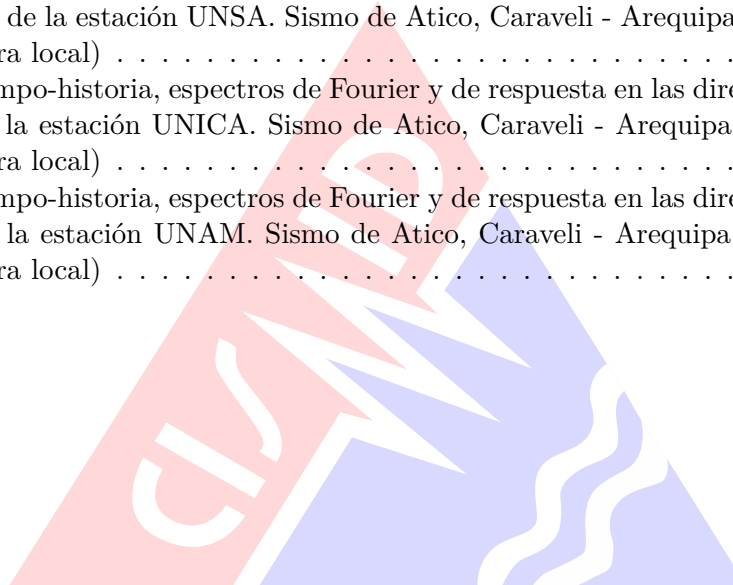 de la estación UNSA. Sismo de Atico, Caraveli - Arequipa
ra local) . . . . . . . . . . . . . . . . . . . . . . . . . . . .
mpo-historia, espectros de Fourier y de respuesta en las dire
la estación UNICA. Sismo de Atico, Caraveli - Arequipa
ra local) . . . . . . . . . . . . . . . . . . . . . . . . . . . .
mpo-historia, espectros de Fourier y de respuesta en las dire
la estación UNAM. Sismo de Atico, Caraveli - Arequipa
ra local) . . . . . . . . . . . . . . . . . . . . . . . . . . . .
CISMID